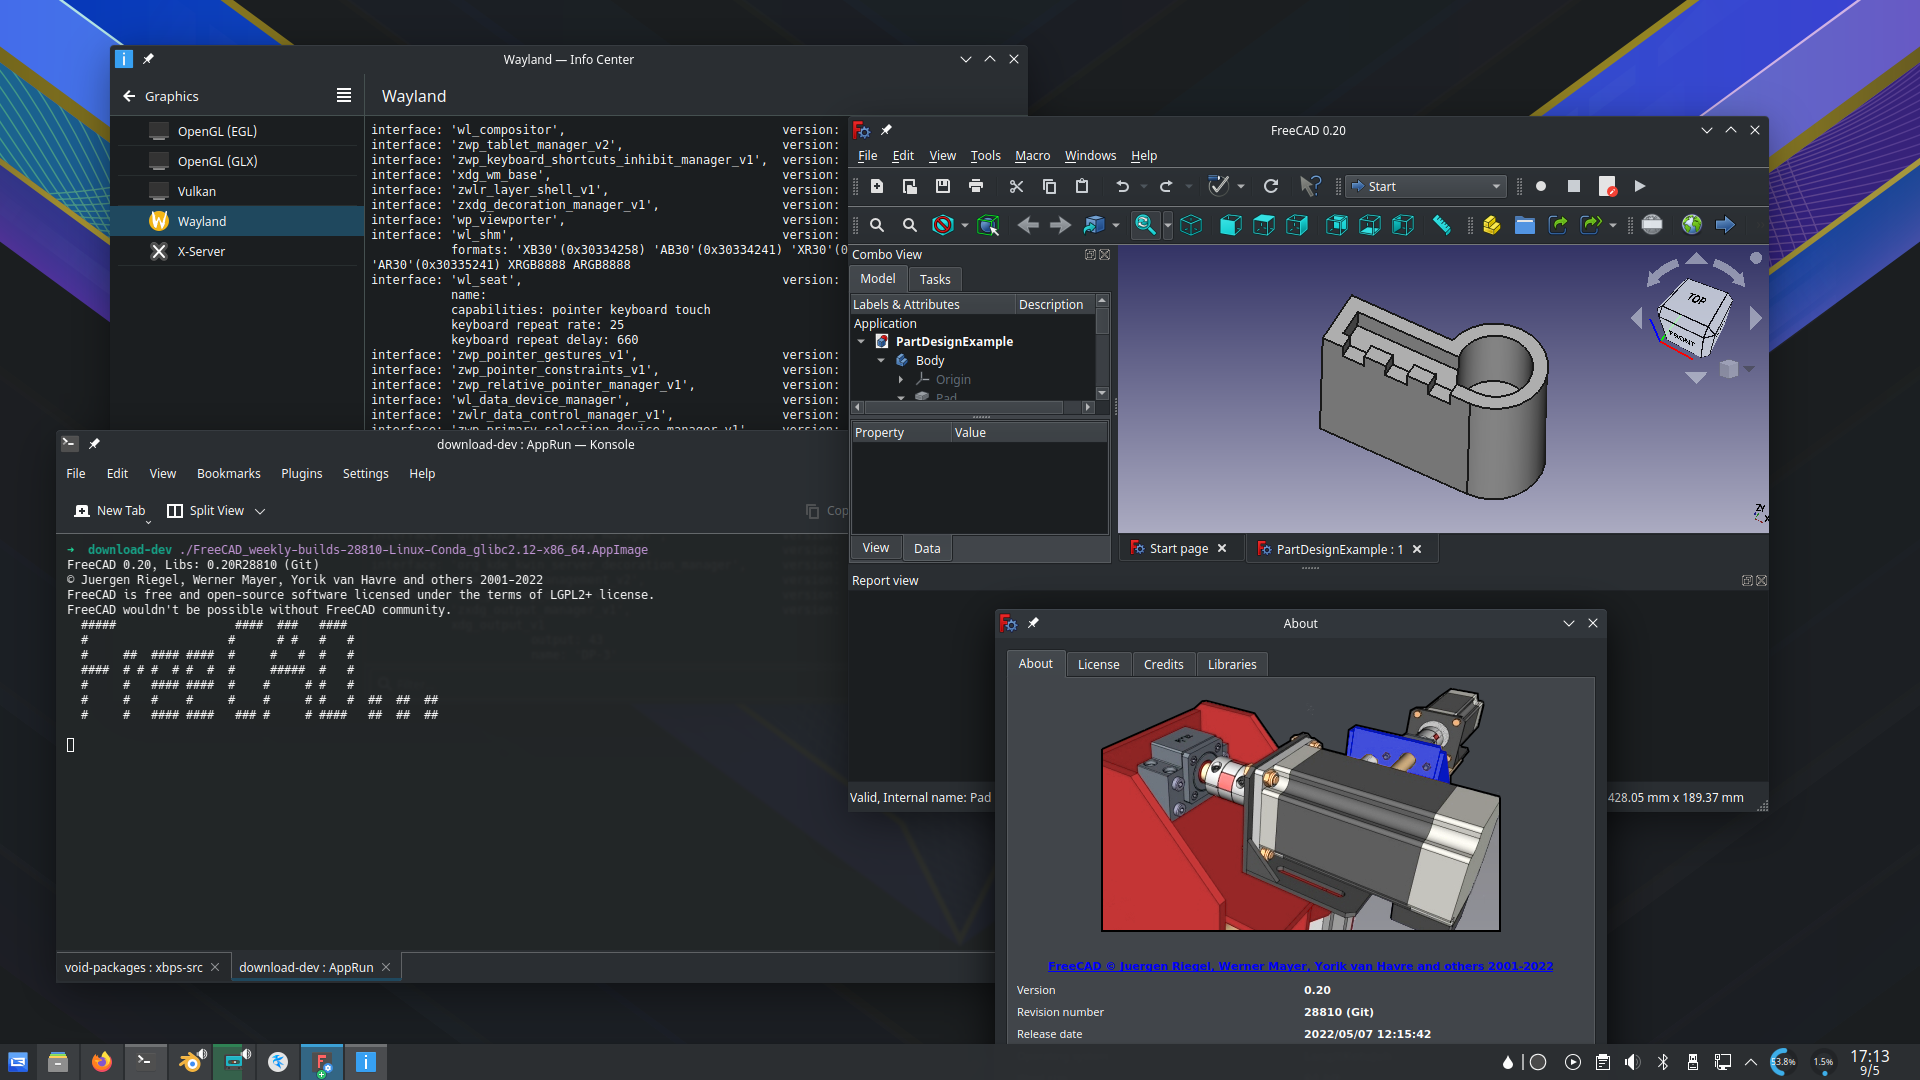 Wayland — Info Center
Graphics
Wayland
OpenGL (EGL)
OpenGL (GLX)
Vulkan
Wayland
X-Server
interface: 'wl_compositor', version:
interface: 'zwp_tablet_manager_v2', version:
interface: 'zwp_keyboard_shortcuts_inhibit_manager_v1', version:
interface: 'xdg_wm_base', version:
interface: 'zwlr_layer_shell_v1', version:
interface: 'zxdg_decoration_manager_v1', version:
interface: 'wp_viewporter', version:
interface: 'wl_shm', version:
formats: 'XB30'(0x30334258) 'AB30'(0x30334241) 'XR30'(0
'AR30'(0x30335241) XRGB8888 ARGB8888
interface: 'wl_seat', version:
name:
capabilities: pointer keyboard touch
keyboard repeat rate: 25
keyboard repeat delay: 660
interface: 'zwp_pointer_gestures_v1', version:
interface: 'zwp_pointer_constraints_v1', version:
interface: 'zwp_relative_pointer_manager_v1', version:
interface: 'wl_data_device_manager', version:
interface: 'zwlr_data_control_manager_v1', version:
interface: 'zwp_primary_selection_device_manager_v1', version:
FreeCAD 0.20
File Edit View Tools Macro Windows Help
Start
Combo View
Model Tasks
Labels & Attributes Description
Application
PartDesignExample
Body
Origin
Pad
Property Value
View Data
TOP
FRONT
Start page PartDesignExample : 1
Report view
Valid, Internal name: Pad
428.05 mm x 189.37 mm
download-dev : AppRun — Konsole
File Edit View Bookmarks Plugins Settings Help
New Tab Split View Cop
➜ download-dev ./FreeCAD_weekly-builds-28810-Linux-Conda_glibc2.12-x86_64.AppImage
FreeCAD 0.20, Libs: 0.20R28810 (Git)
© Juergen Riegel, Werner Mayer, Yorik van Havre and others 2001-2022
FreeCAD is free and open-source software licensed under the terms of LGPL2+ license.
FreeCAD wouldn't be possible without FreeCAD community.
#####                 ####  ###   ####
#                    #      # #   #   #
#     ##  #### ####  #     #   #  #   #
####  # # #  # #  #  #     #####  #   #
#     #   #### ####  #    #     # #   #
#     #   #    #     #    #     # #   #  ##  ##  ##
#     #   #### ####   ### #     # ####   ##  ##  ##
void-packages : xbps-src download-dev : AppRun
About
About License Credits Libraries
FreeCAD © Juergen Riegel, Werner Mayer, Yorik van Havre and others 2001-2022
Version 0.20
Revision number 28810 (Git)
Release date 2022/05/07 12:15:42
53.8% 1.5% 17:13
9/5